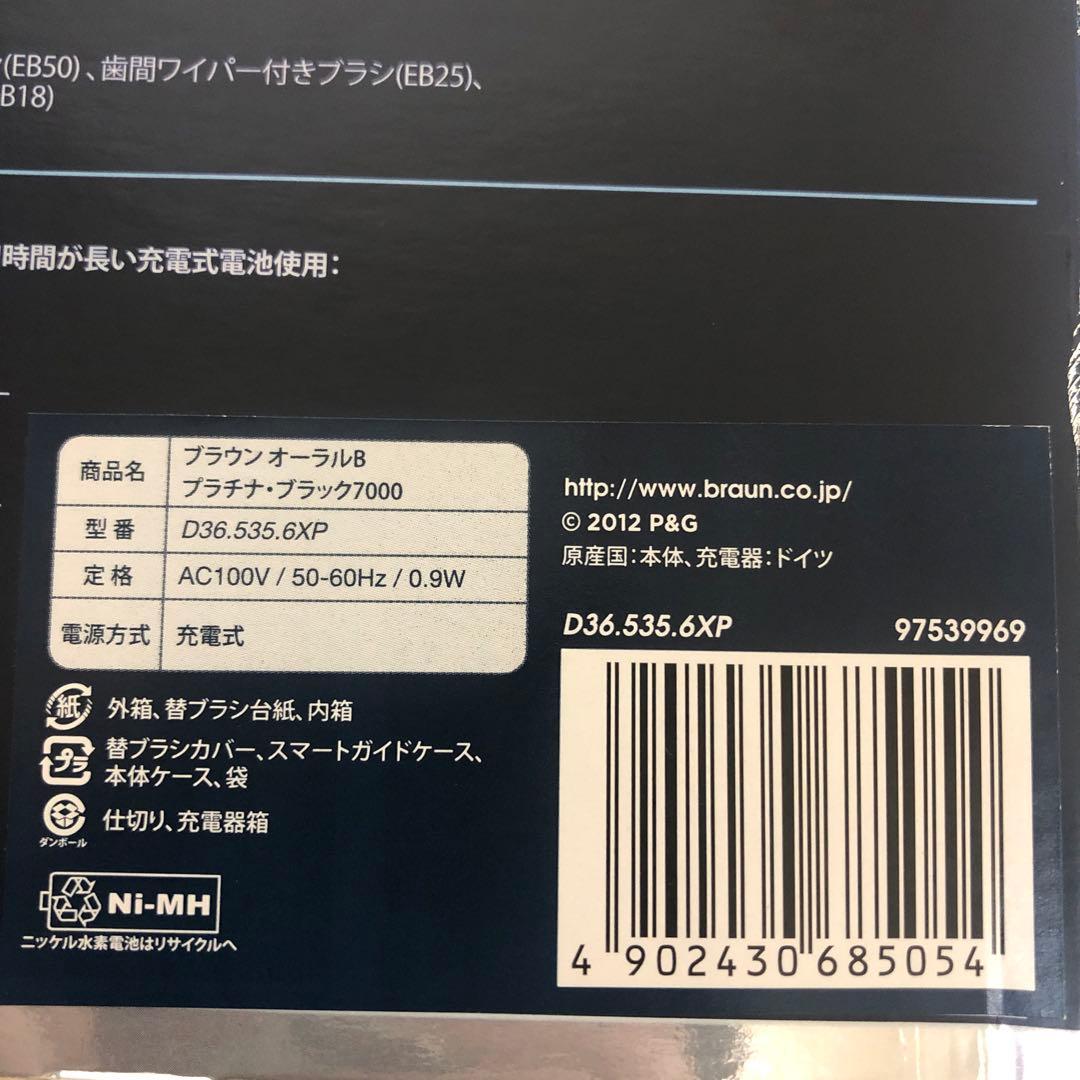 (EB50)、歯間ワイパー付きブラシ(EB25)、
B18)
時間が長い充電式電池使用:
商品名
ブラウン オーラルB
プラチナ・ブラック7000
型番
D36.535.6XP
定格
AC100V / 50-60Hz / 0.9W
電源方式
充電式
紙 外箱、替ブラシ台紙、内箱
プラ 替ブラシカバー、スマートガイドケース、
本体ケース、袋
仕切り、充電器箱
ダンボール
Ni-MH
ニッケル水素電池はリサイクルへ
http://www.braun.co.jp/
© 2012 P&G
原産国:本体、充電器:ドイツ
D36.535.6XP 97539969
4 902430 685054